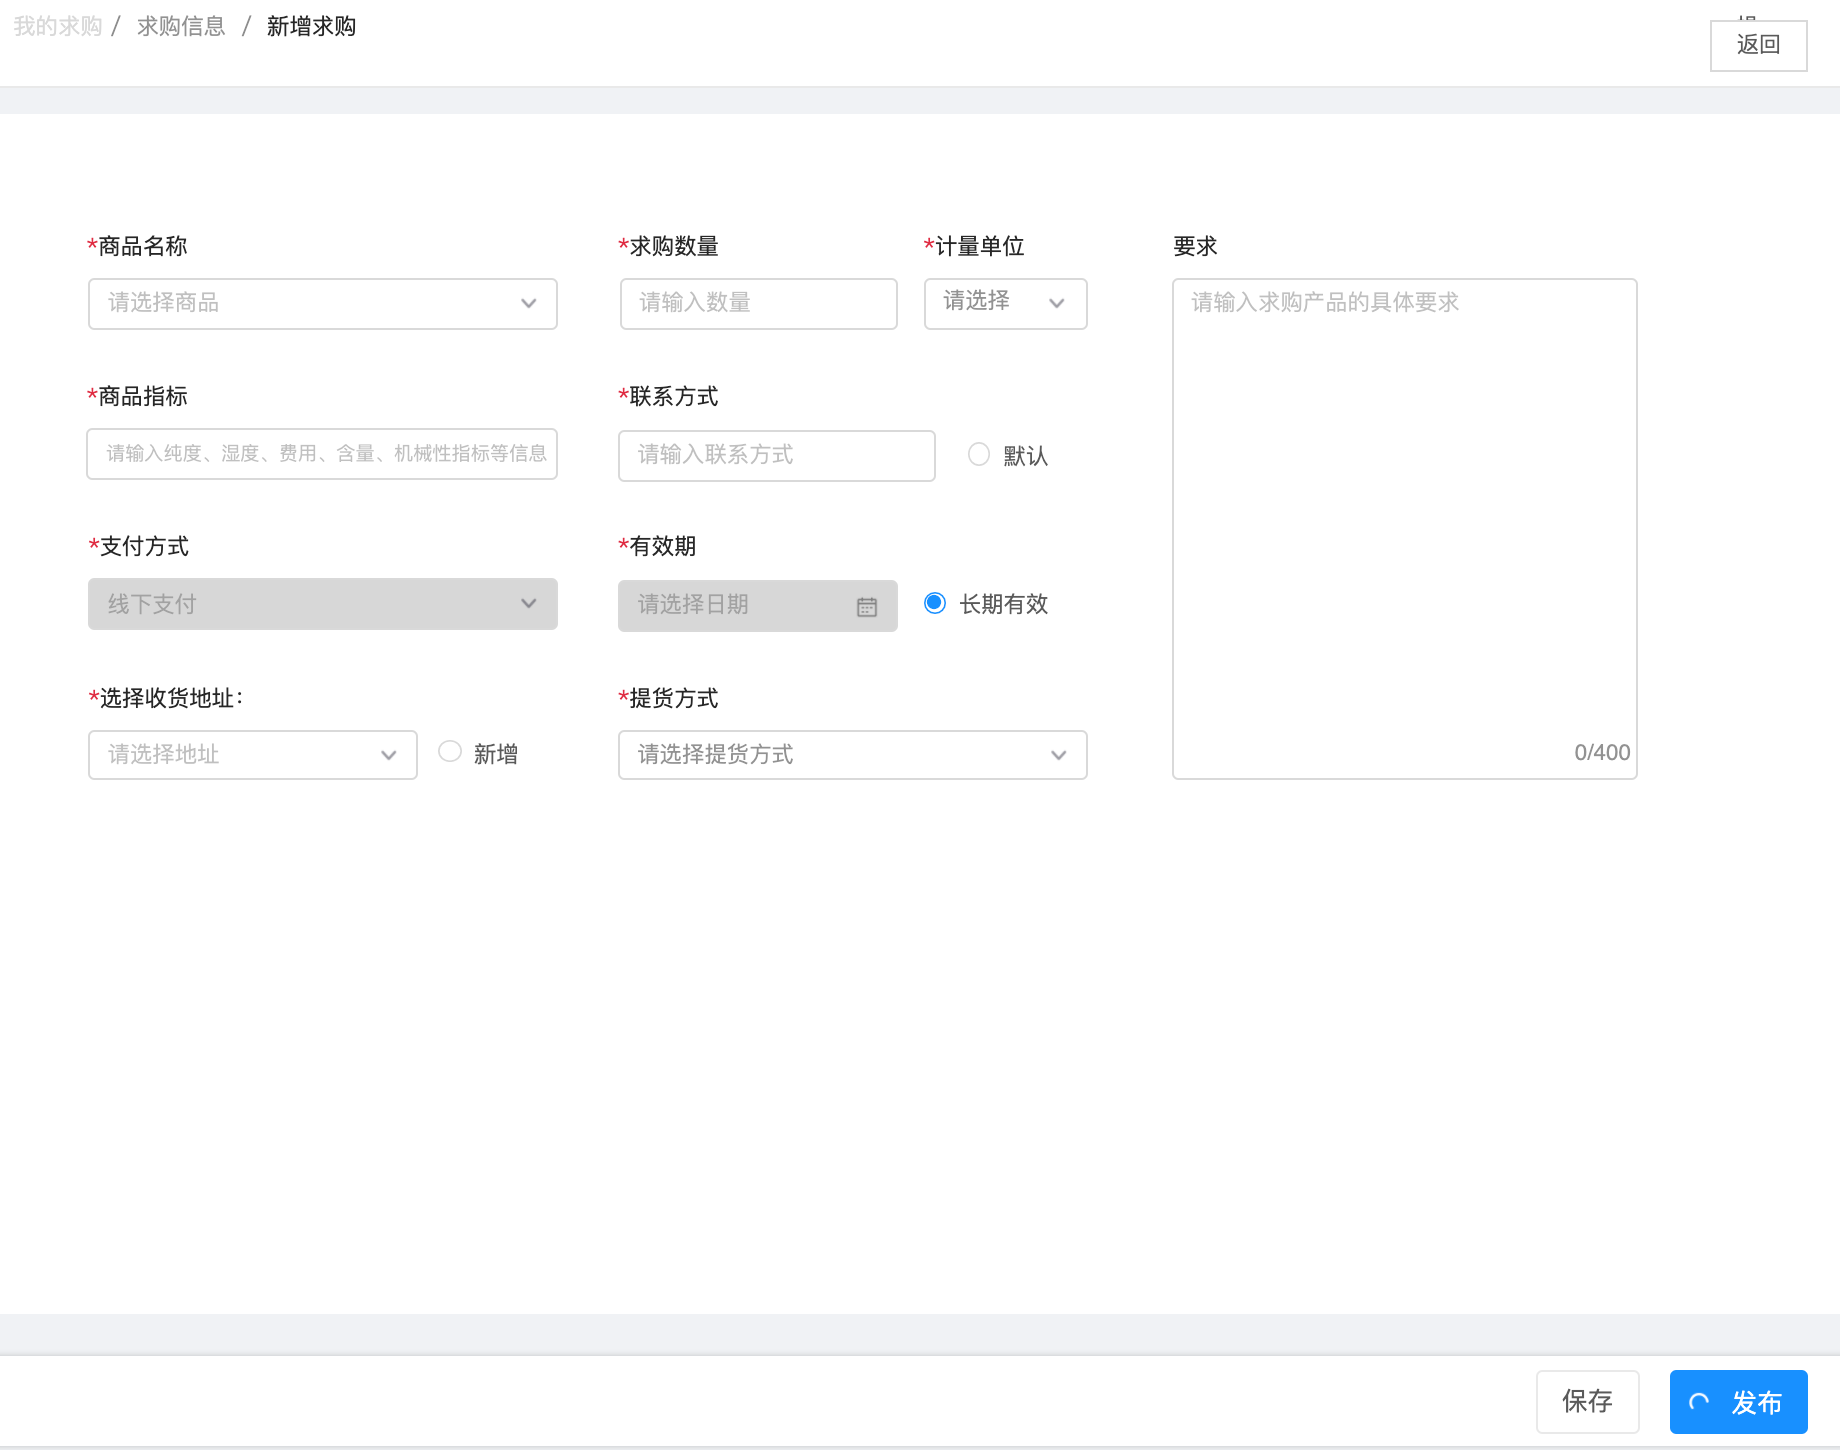 我的求购 / 求购信息 / 新增求购
返回
*商品名称
请选择商品
*求购数量
请输入数量
*计量单位
请选择
要求
请输入求购产品的具体要求
0/400
*商品指标
请输入纯度、湿度、费用、含量、机械性指标等信息
*联系方式
请输入联系方式
默认
*支付方式
线下支付
*有效期
请选择日期
长期有效
*选择收货地址：
请选择地址
新增
*提货方式
请选择提货方式
保存
发布